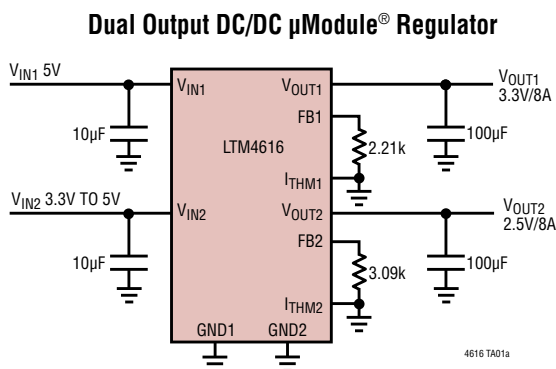 Dual Output DC/DC µModule® Regulator
VIN1 5V
VIN1
VOUT1
VOUT1
3.3V/8A
FB1
10µF
LTM4616
2.21k
100µF
ITHM1
VIN2 3.3V TO 5V
VIN2
VOUT2
VOUT2
2.5V/8A
FB2
10µF
3.09k
100µF
ITHM2
GND1
GND2
4616 TA01a